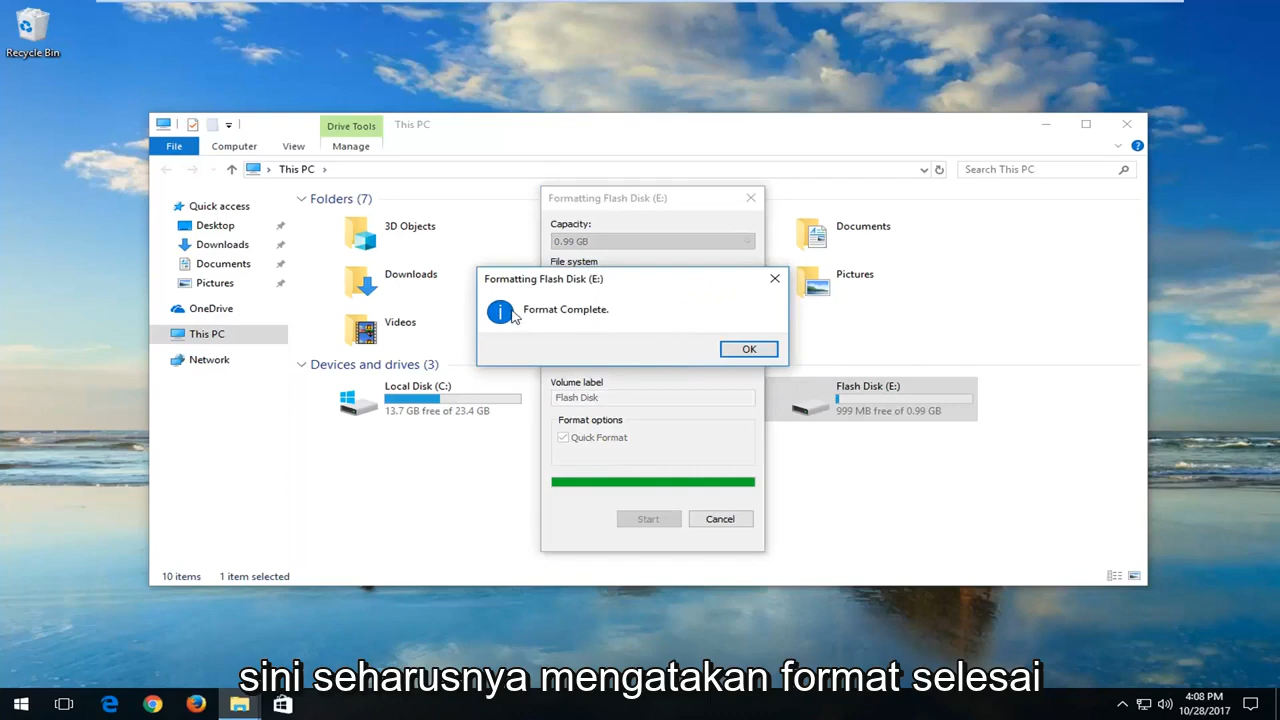 Recycle Bin
Drive Tools
This PC
File
Computer
View
Manage
This PC
Search This PC
Quick access
Desktop
Downloads
Documents
Pictures
OneDrive
This PC
Network
Folders (7)
3D Objects
Downloads
Videos
Documents
Pictures
Devices and drives (3)
Local Disk (C:)
13.7 GB free of 23.4 GB
Flash Disk (E:)
999 MB free of 0.99 GB
Formatting Flash Disk (E:)
Capacity:
0.99 GB
File system
Formatting Flash Disk (E:)
Format Complete.
OK
Volume label
Flash Disk
Format options
Quick Format
Start
Cancel
10 items
1 item selected
sini seharusnya mengatakan format selesai
4:08 PM
10/28/2017